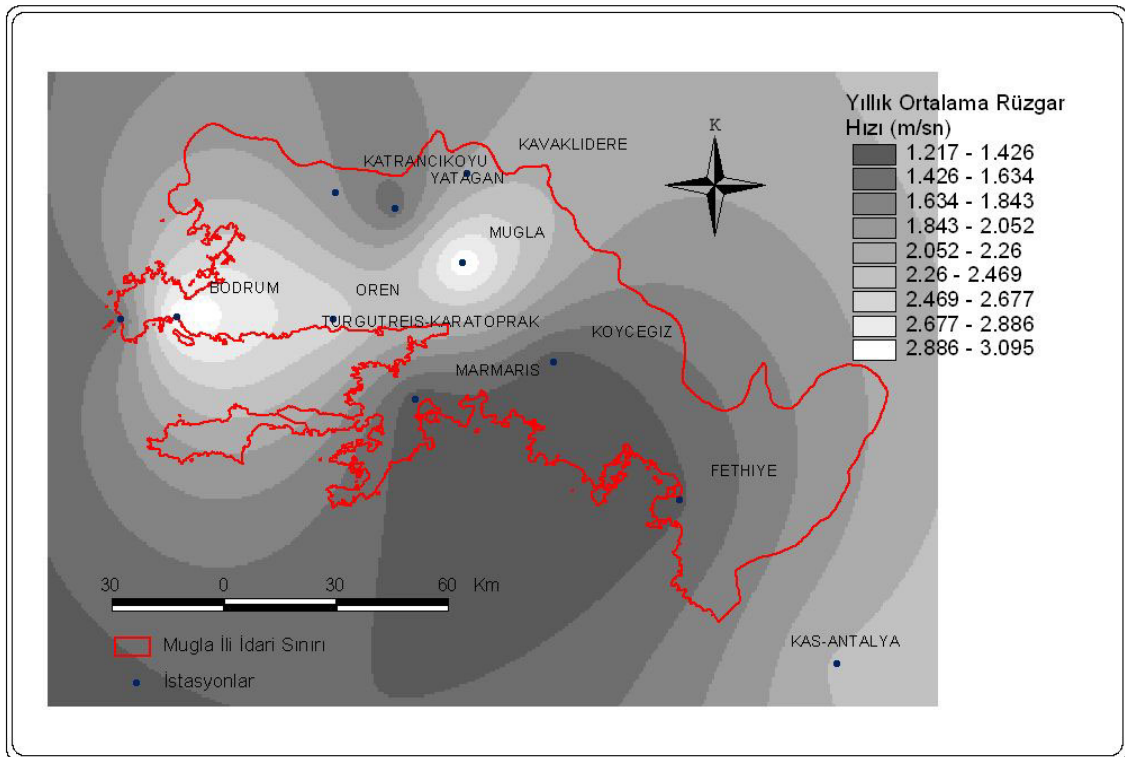 Yıllık Ortalama Rüzgar
Hızı (m/sn)
1.217 - 1.426
1.426 - 1.634
1.634 - 1.843
1.843 - 2.052
2.052 - 2.26
2.26 - 2.469
2.469 - 2.677
2.677 - 2.886
2.886 - 3.095
K
KAVAKLIDERE
KATRANCIKOYU
YATAGAN
MUGLA
BODRUM
OREN
TURGUTREIS-KARATOPRAK
KOYCEGIZ
MARMARIS
FETHIYE
KAS-ANTALYA
30 0 30 60 Km
Mugla İli İdari Sınırı
İstasyonlar